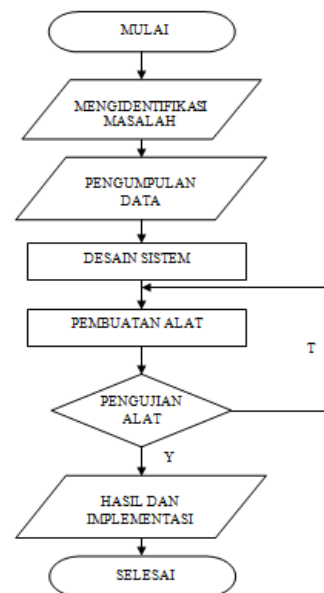 MULAI
MENGIDENTIFIKASI
MASALAH
PENGUMPULAN
DATA
DESAIN SISTEM
PEMBUATAN ALAT
T
PENGUJIAN
ALAT
Y
HASIL DAN
IMPLEMENTASI
SELESAI